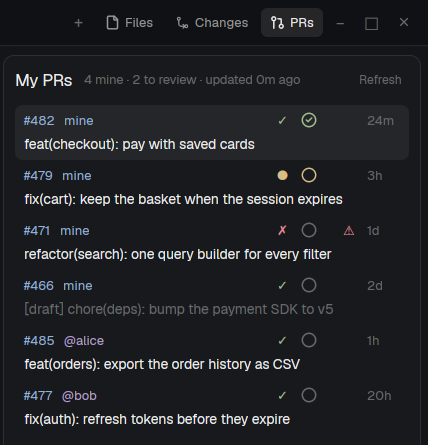 + Files Changes PRs – □ ×
My PRs 4 mine · 2 to review · updated 0m ago Refresh
#482 mine ✓ 24m
feat(checkout): pay with saved cards
#479 mine 3h
fix(cart): keep the basket when the session expires
#471 mine ✗ ⚠ 1d
refactor(search): one query builder for every filter
#466 mine ✓ 2d
[draft] chore(deps): bump the payment SDK to v5
#485 @alice ✓ 1h
feat(orders): export the order history as CSV
#477 @bob ✓ 20h
fix(auth): refresh tokens before they expire